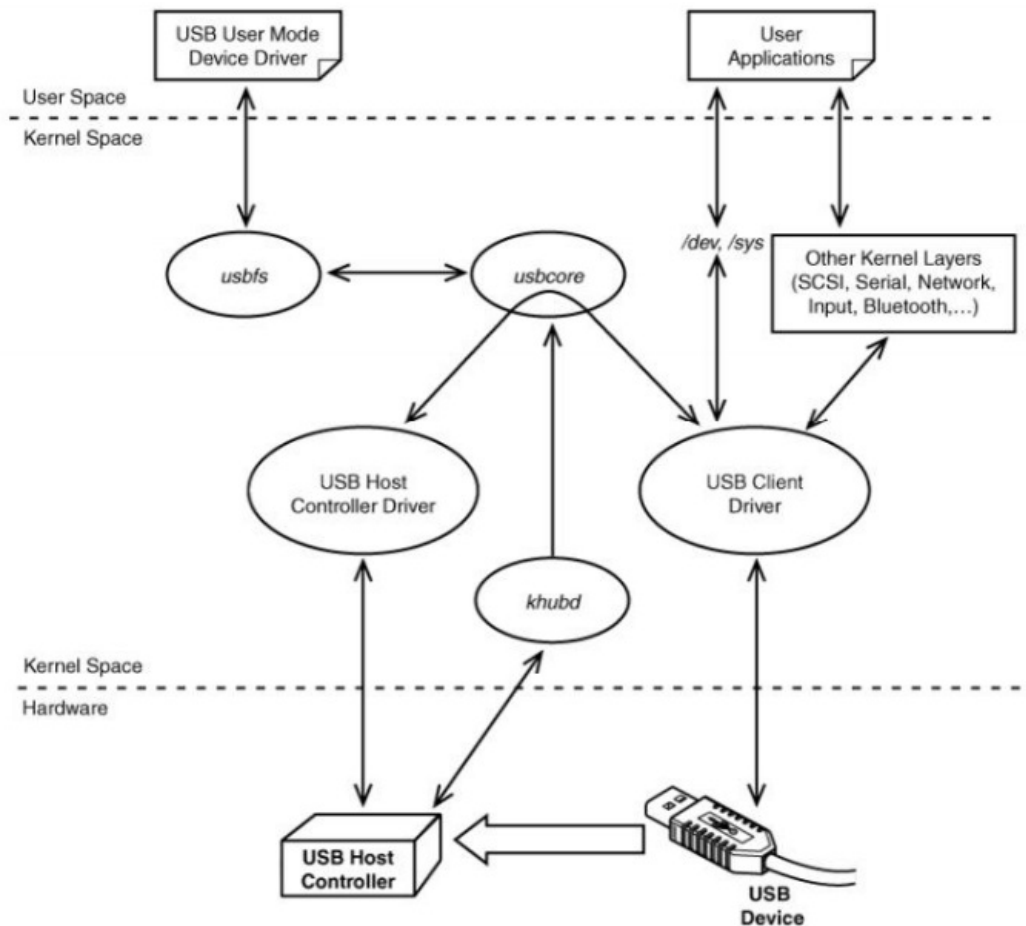 USB User Mode
Device Driver
User
Applications
User Space
Kernel Space
usbfs
usbcore
/dev, /sys
Other Kernel Layers
(SCSI, Serial, Network,
Input, Bluetooth,...)
USB Host
Controller Driver
USB Client
Driver
khubd
Kernel Space
Hardware
USB Host
Controller
USB
Device